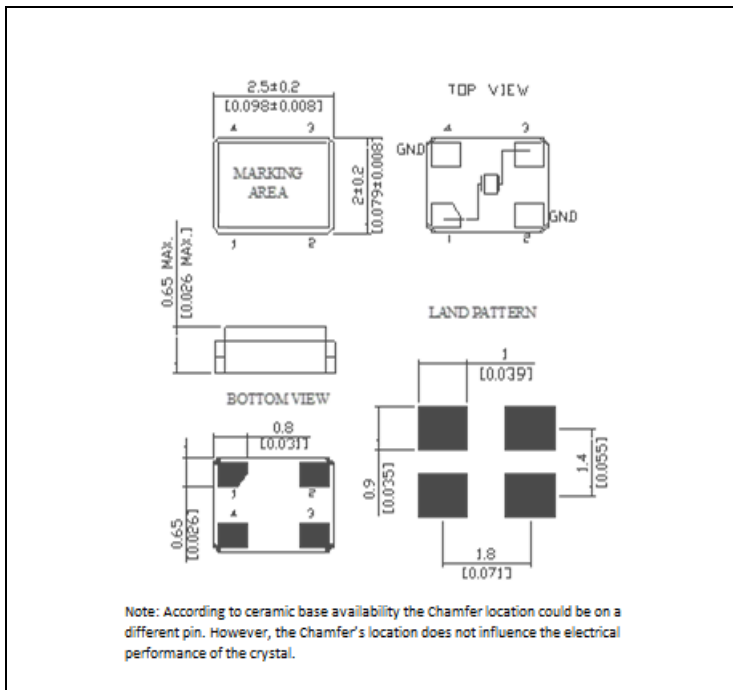 2.5±0.2
[0.098±0.008]
4 3
MARKING
AREA
1 2
2±0.2
[0.079±0.008]
TOP VIEW
4 3
GND
GND
1 2
0.65 MAX.
[0.026 MAX.]
LAND PATTERN
1
[0.039]
0.9
[0.035]
1.4
[0.055]
1.8
[0.071]
BOTTOM VIEW
0.8
[0.031]
1 2
4 3
0.65
[0.026]
Note: According to ceramic base availability the Chamfer location could be on a
different pin. However, the Chamfer's location does not influence the electrical
performance of the crystal.